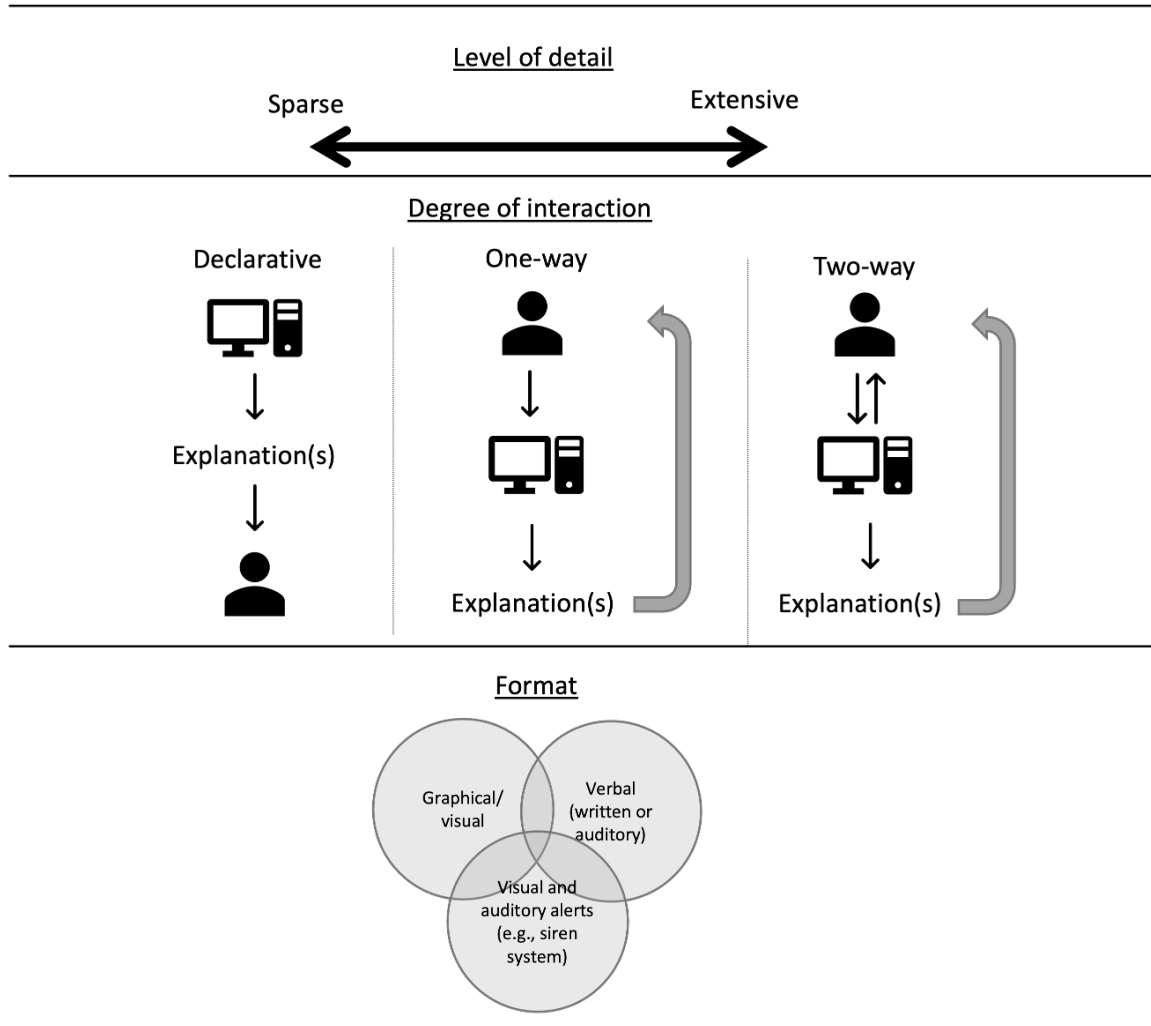 Level of detail
Sparse
Extensive
Degree of interaction
Declarative
One-way
Two-way
Explanation(s)
Explanation(s)
Explanation(s)
Format
Graphical/
visual
Verbal
(written or
auditory)
Visual and
auditory alerts
(e.g., siren
system)